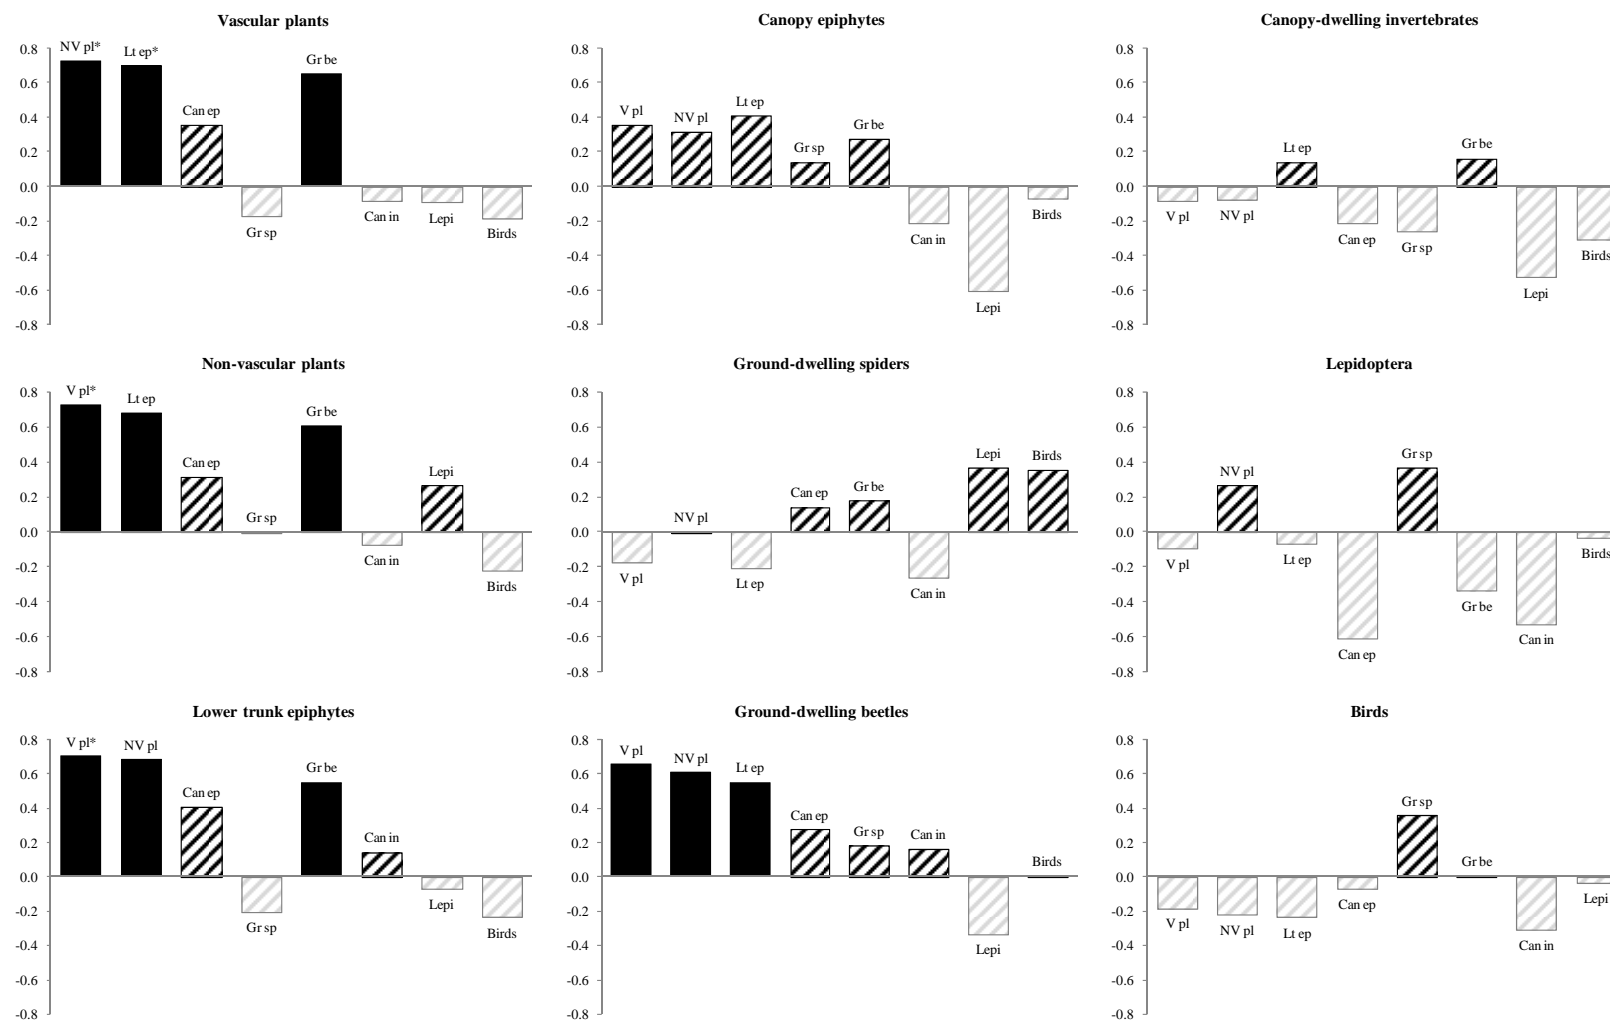 Vascular plants
0.8
0.6
0.4
0.2
0.0
-0.2
-0.4
-0.6
-0.8
NV pl*
Lt ep*
Can ep
Gr sp
Gr be
Can in
Lepi
Birds
Canopy epiphytes
0.8
0.6
0.4
0.2
0.0
-0.2
-0.4
-0.6
-0.8
V pl
NV pl
Lt ep
Gr sp
Gr be
Can in
Lepi
Birds
Canopy-dwelling invertebrates
0.8
0.6
0.4
0.2
0.0
-0.2
-0.4
-0.6
-0.8
V pl
NV pl
Lt ep
Can ep
Gr sp
Gr be
Lepi
Birds
Non-vascular plants
0.8
0.6
0.4
0.2
0.0
-0.2
-0.4
-0.6
-0.8
V pl*
Lt ep
Can ep
Gr sp
Gr be
Can in
Lepi
Birds
Ground-dwelling spiders
0.8
0.6
0.4
0.2
0.0
-0.2
-0.4
-0.6
-0.8
V pl
NV pl
Lt ep
Can ep
Gr be
Can in
Lepi
Birds
Lepidoptera
0.8
0.6
0.4
0.2
0.0
-0.2
-0.4
-0.6
-0.8
V pl
NV pl
Lt ep
Can ep
Gr sp
Gr be
Can in
Birds
Lower trunk epiphytes
0.8
0.6
0.4
0.2
0.0
-0.2
-0.4
-0.6
-0.8
V pl*
NV pl
Can ep
Gr sp
Gr be
Can in
Lepi
Birds
Ground-dwelling beetles
0.8
0.6
0.4
0.2
0.0
-0.2
-0.4
-0.6
-0.8
V pl
NV pl
Lt ep
Can ep
Gr sp
Can in
Lepi
Birds
Birds
0.8
0.6
0.4
0.2
0.0
-0.2
-0.4
-0.6
-0.8
V pl
NV pl
Lt ep
Can ep
Gr sp
Gr be
Can in
Lepi